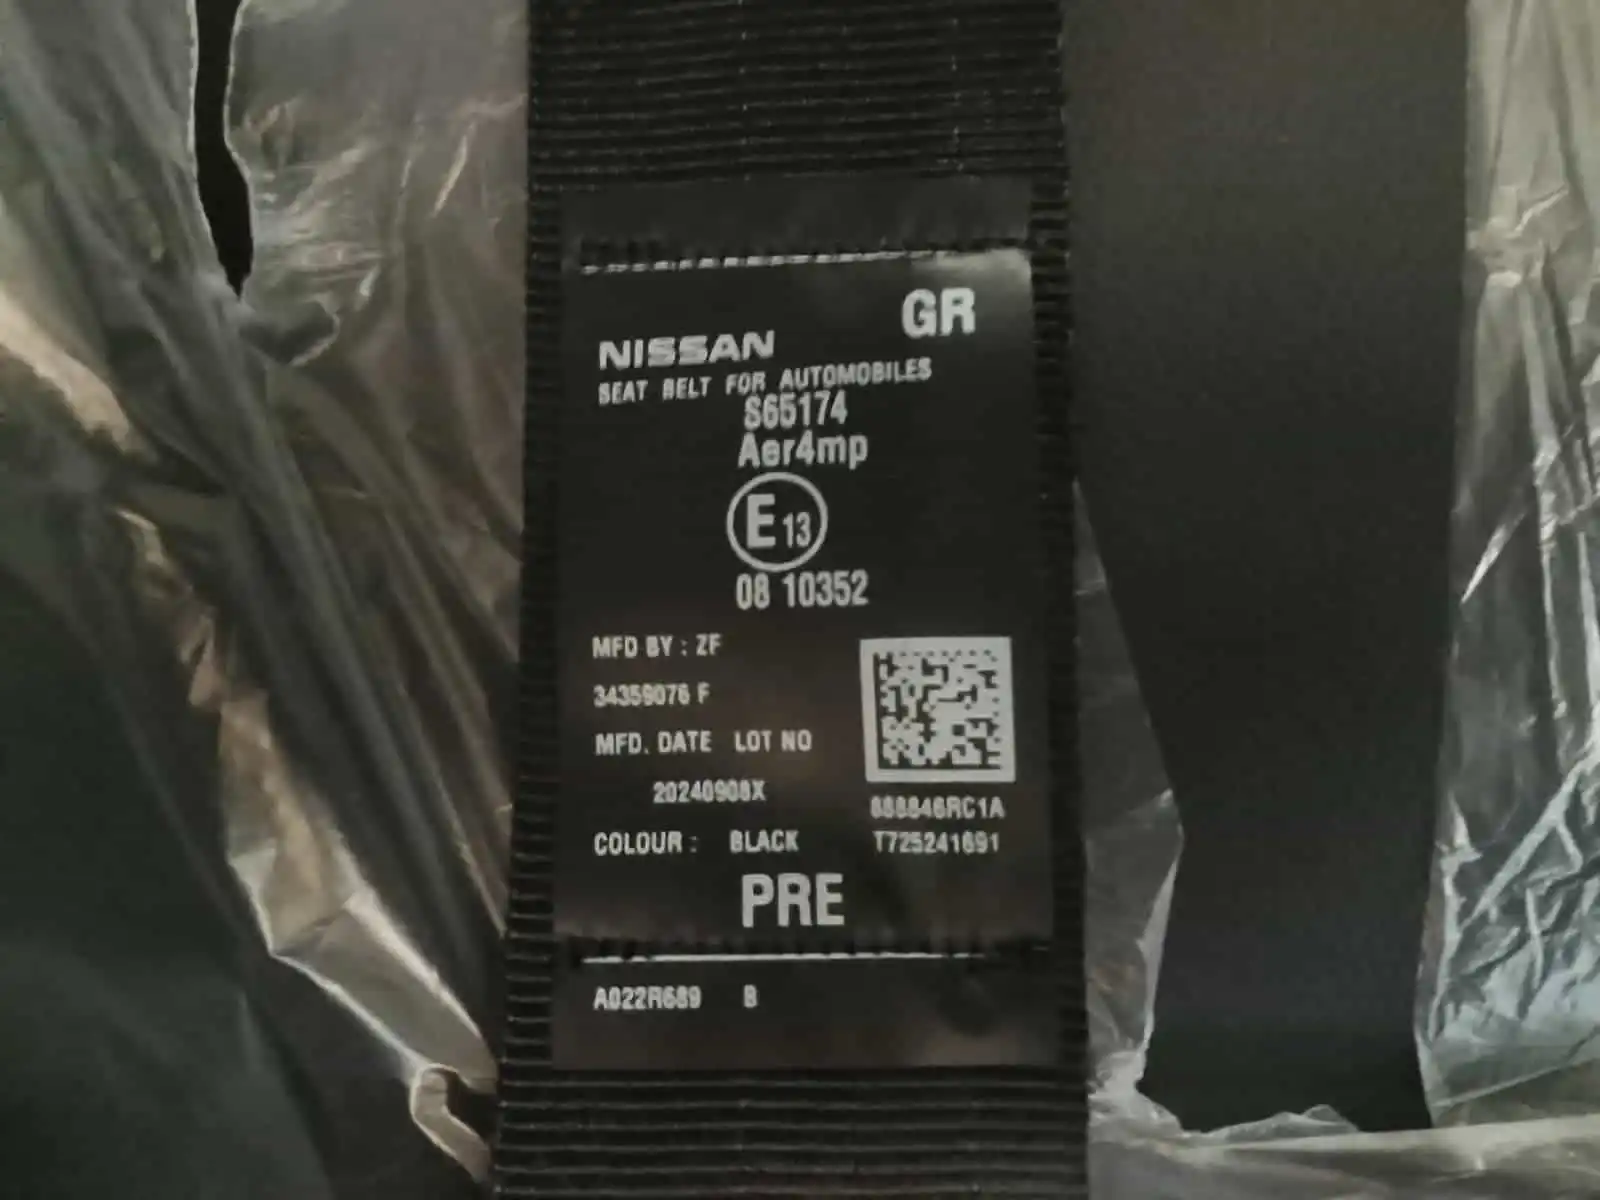 GR
NISSAN
SEAT BELT FOR AUTOMOBILES
S65174
Aer4mp
E13
08 10352
MFD BY : ZF
34359076 F
MFD. DATE LOT NO
20240908X
COLOUR : BLACK
T725241691
PRE
A022R689 B